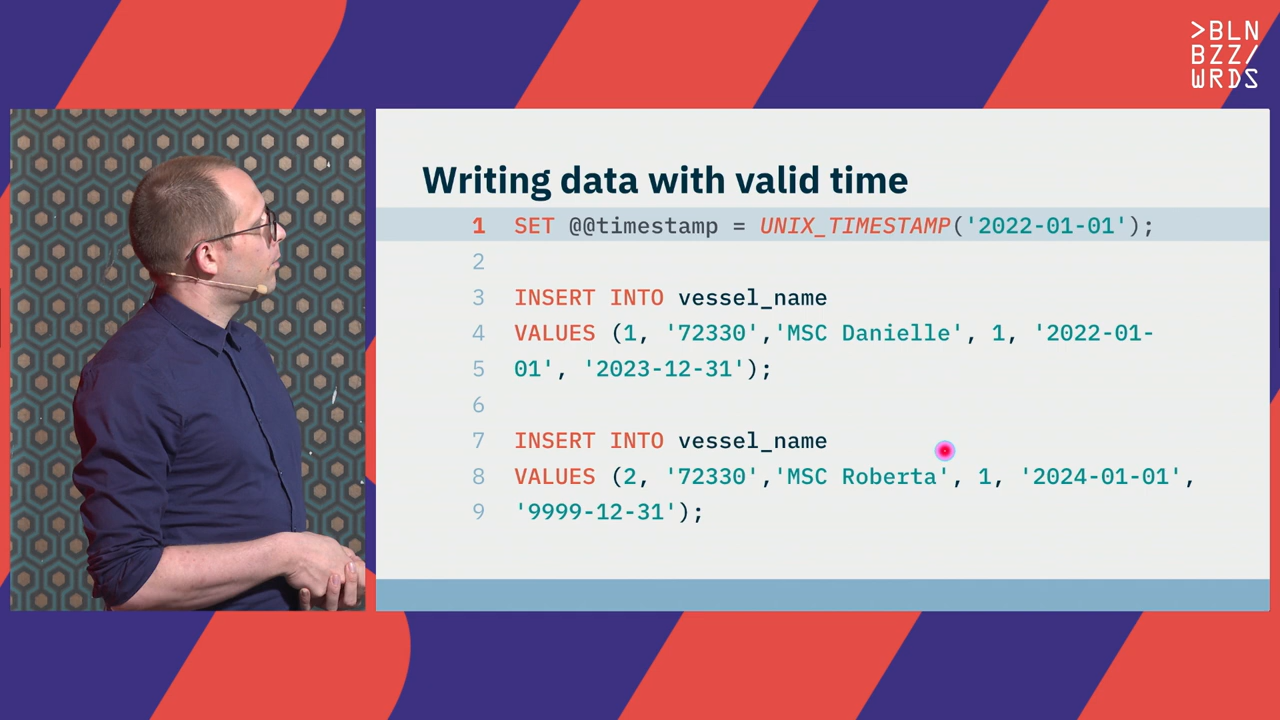 >BLN
BZZ/
WRDS
Writing data with valid time
1 SET @@timestamp = UNIX_TIMESTAMP('2022-01-01');
2
3 INSERT INTO vessel_name
4 VALUES (1, '72330','MSC Danielle', 1, '2022-01-
5 01', '2023-12-31');
6
7 INSERT INTO vessel_name
8 VALUES (2, '72330','MSC Roberta', 1, '2024-01-01',
9 '9999-12-31');